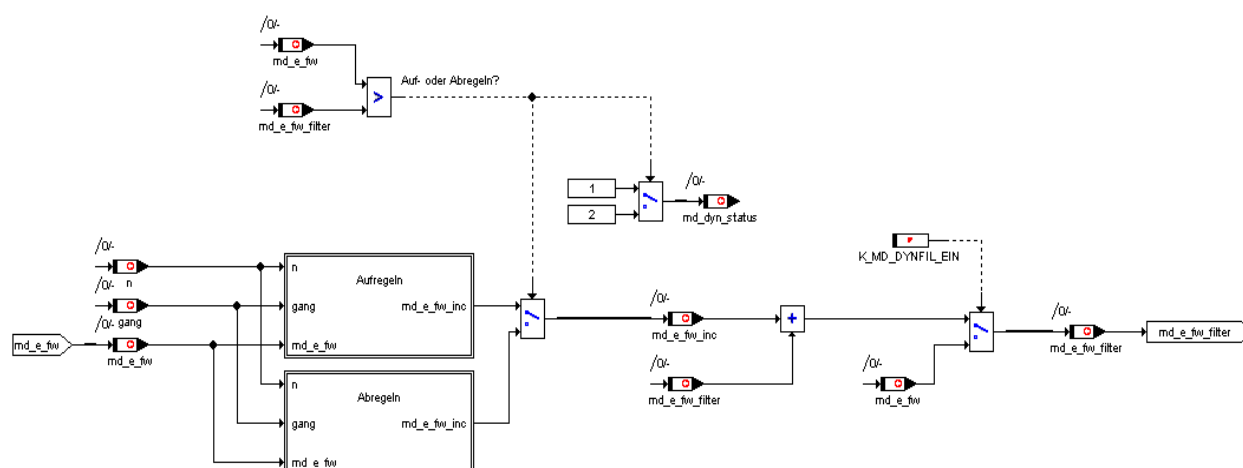 /0/-
md_e_fw
/0/-
md_e_fw_filter
>
Auf- oder Abregeln?
1
2
/0/-
md_dyn_status
K_MD_DYNFIL_EIN
/0/-
n
/0/-
gang
/0/-
md_e_fw
md_e_fw
n
Aufregeln
gang
md_e_fw_inc
md_e_fw
n
Abregeln
gang
md_e_fw_inc
md_e_fw
/0/-
md_e_fw_inc
/0/-
md_e_fw_filter
+
/0/-
md_e_fw
/0/-
md_e_fw_filter
md_e_fw_filter